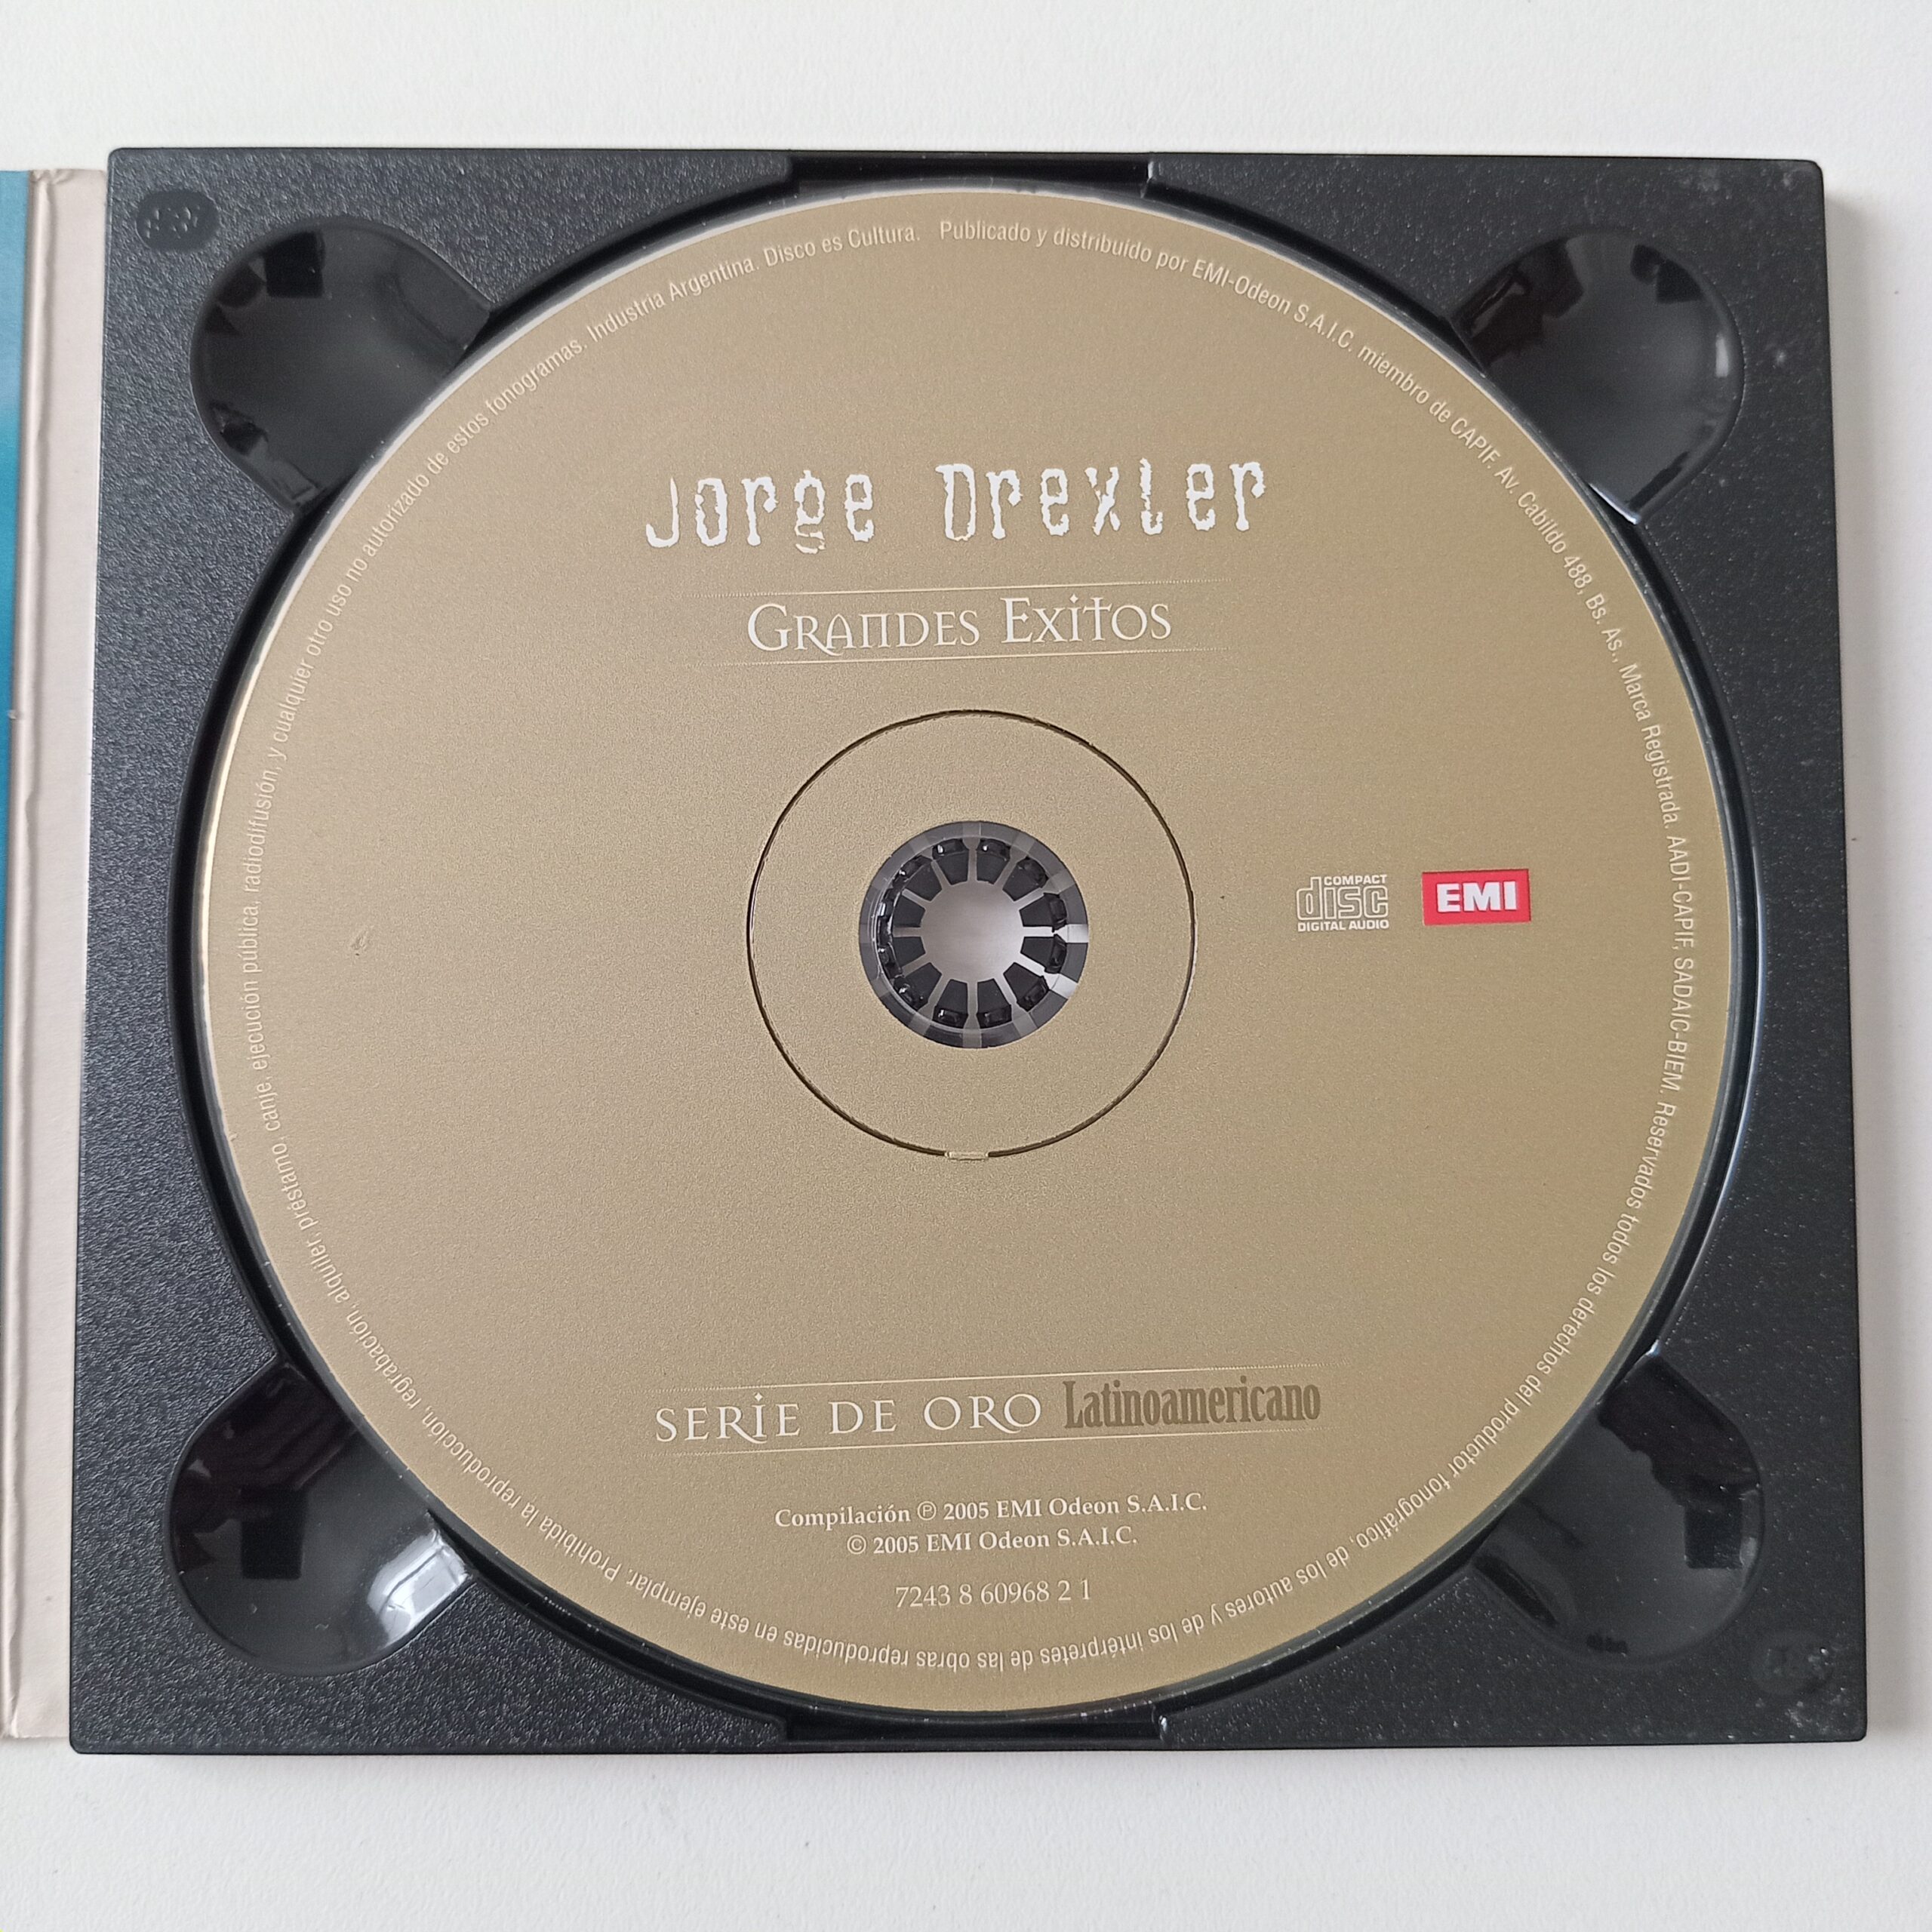 Jorge Drexler
Grandes Exitos
COMPACT
disc
DIGITAL AUDIO
EMI
SERIE DE ORO Latinoamericano
Compilación ℗ 2005 EMI Odeon S.A.I.C.
© 2005 EMI Odeon S.A.I.C.
7243 8 60968 2 1
Publicado y distribuido por EMI-Odeon S.A.I.C. miembro de CAPIF. Av. Cabildo 488, Bs. As., Marca Registrada. AADI-CAPIF, SADAIC-BIEM. Reservados todos los derechos del productor fonográfico, de los autores y de los intérpretes de las obras reproducidas en este ejemplar. Prohibida la reproducción, regrabación, alquiler, préstamo, canje, ejecución pública, radiodifusión, y cualquier otro uso no autorizado de estos fonogramas. Industria Argentina. Disco es Cultura.